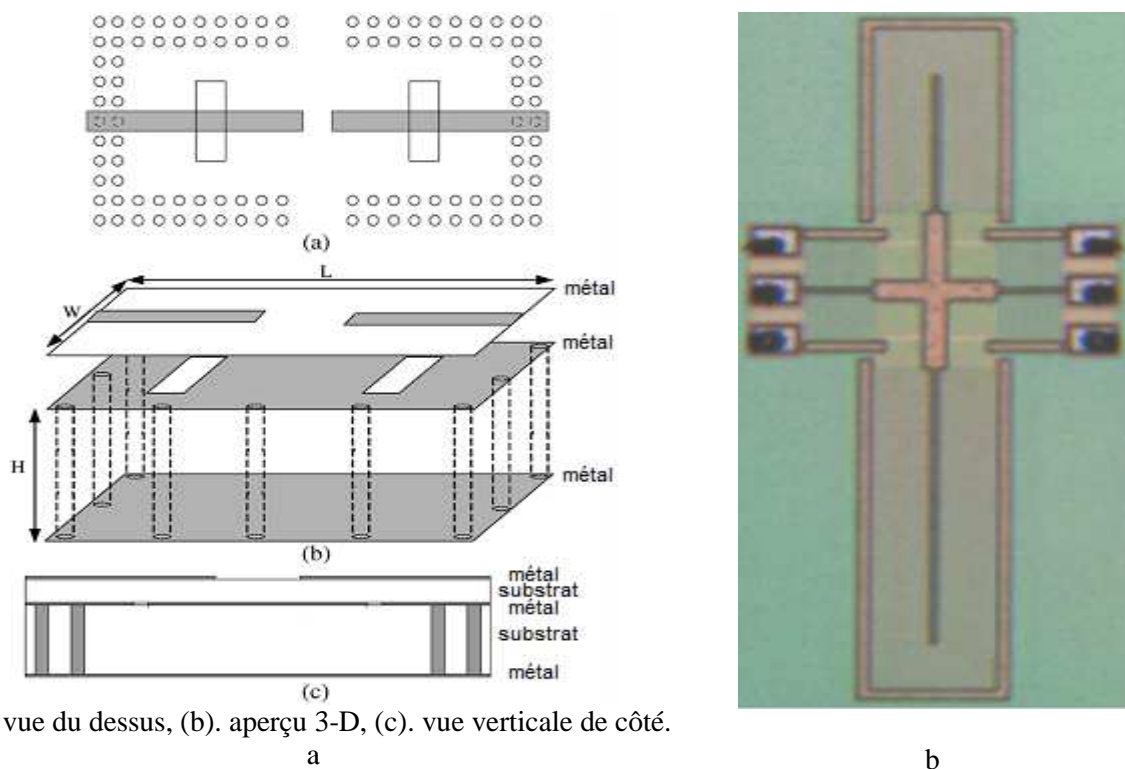 (a)
L
métal
W
métal
H
métal
(b)
métal
substrat
métal
substrat
métal
(c)
vue du dessus, (b). aperçu 3-D, (c). vue verticale de côté.
a
b